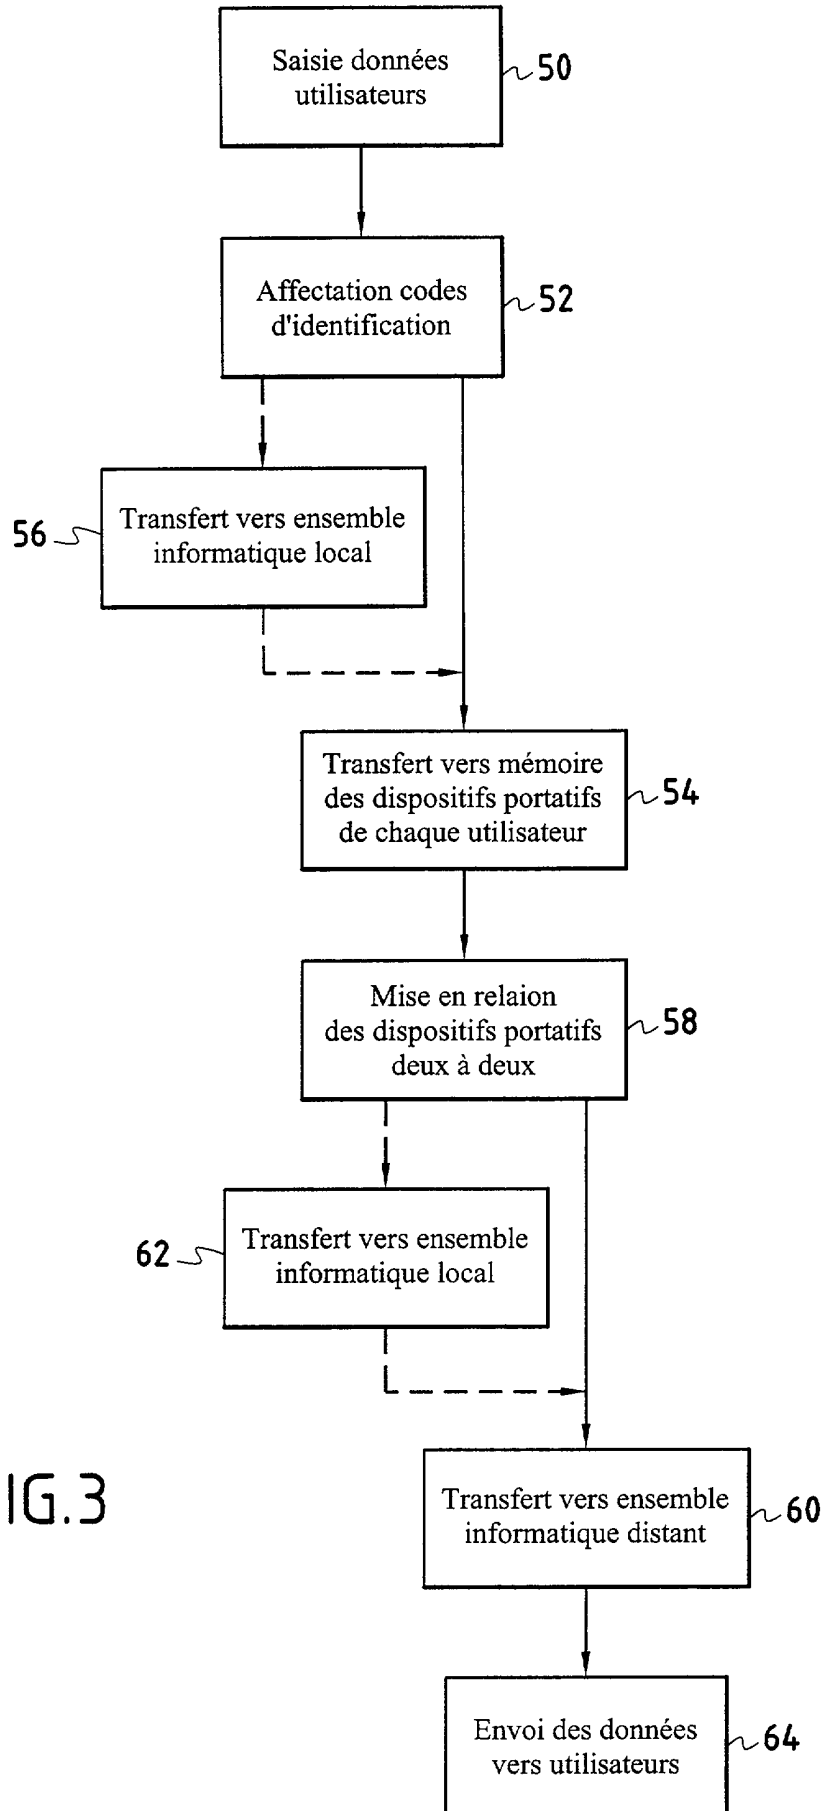 Saisie données
utilisateurs
50
Affectation codes
d'identification
52
Transfert vers ensemble
informatique local
56
Transfert vers mémoire
des dispositifs portatifs
de chaque utilisateur
54
Mise en relaion
des dispositifs portatifs
deux à deux
58
Transfert vers ensemble
informatique local
62
Transfert vers ensemble
informatique distant
60
IG.3
Envoi des données
vers utilisateurs
64